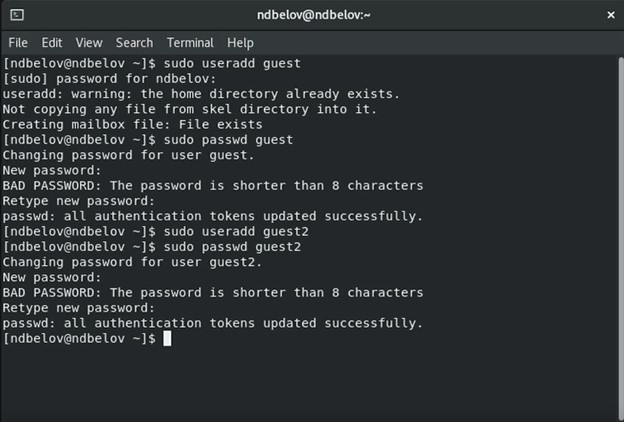 ndbelov@ndbelov:~
File Edit View Search Terminal Help
[ndbelov@ndbelov ~]$ sudo useradd guest
[sudo] password for ndbelov:
useradd: warning: the home directory already exists.
Not copying any file from skel directory into it.
Creating mailbox file: File exists
[ndbelov@ndbelov ~]$ sudo passwd guest
Changing password for user guest.
New password:
BAD PASSWORD: The password is shorter than 8 characters
Retype new password:
passwd: all authentication tokens updated successfully.
[ndbelov@ndbelov ~]$ sudo useradd guest2
[ndbelov@ndbelov ~]$ sudo passwd guest2
Changing password for user guest2.
New password:
BAD PASSWORD: The password is shorter than 8 characters
Retype new password:
passwd: all authentication tokens updated successfully.
[ndbelov@ndbelov ~]$